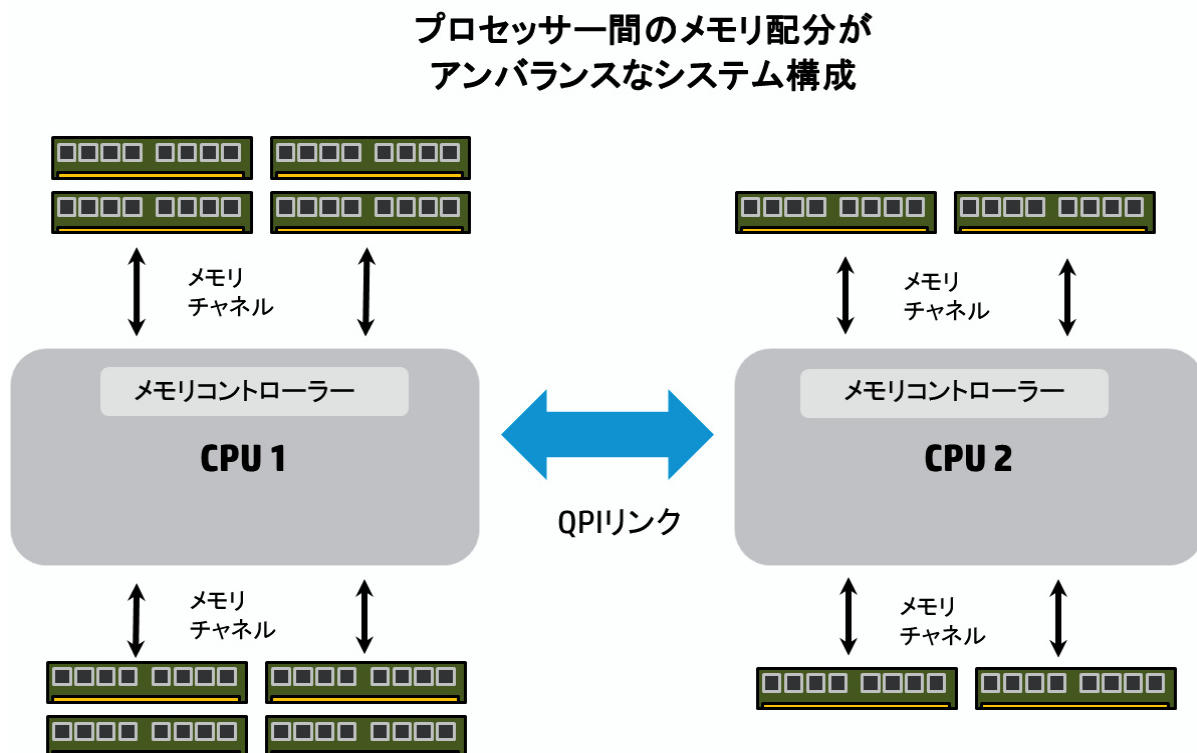 プロセッサー間のメモリ配分が
アンバランスなシステム構成
メモリ
チャネル
メモリ
チャネル
メモリコントローラー
CPU 1
メモリコントローラー
CPU 2
QPIリンク
メモリ
チャネル
メモリ
チャネル